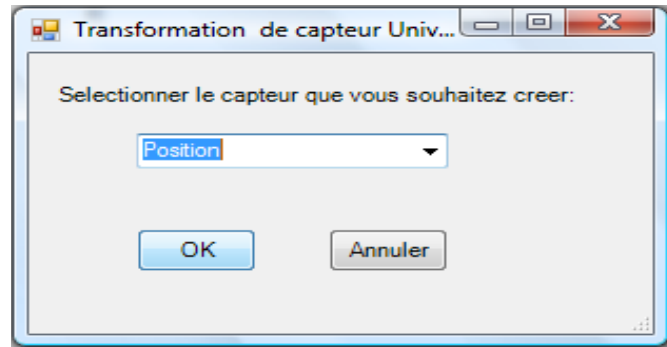 Transformation de capteur Univ...
Selectionner le capteur que vous souhaitez creer:
Position
OK Annuler